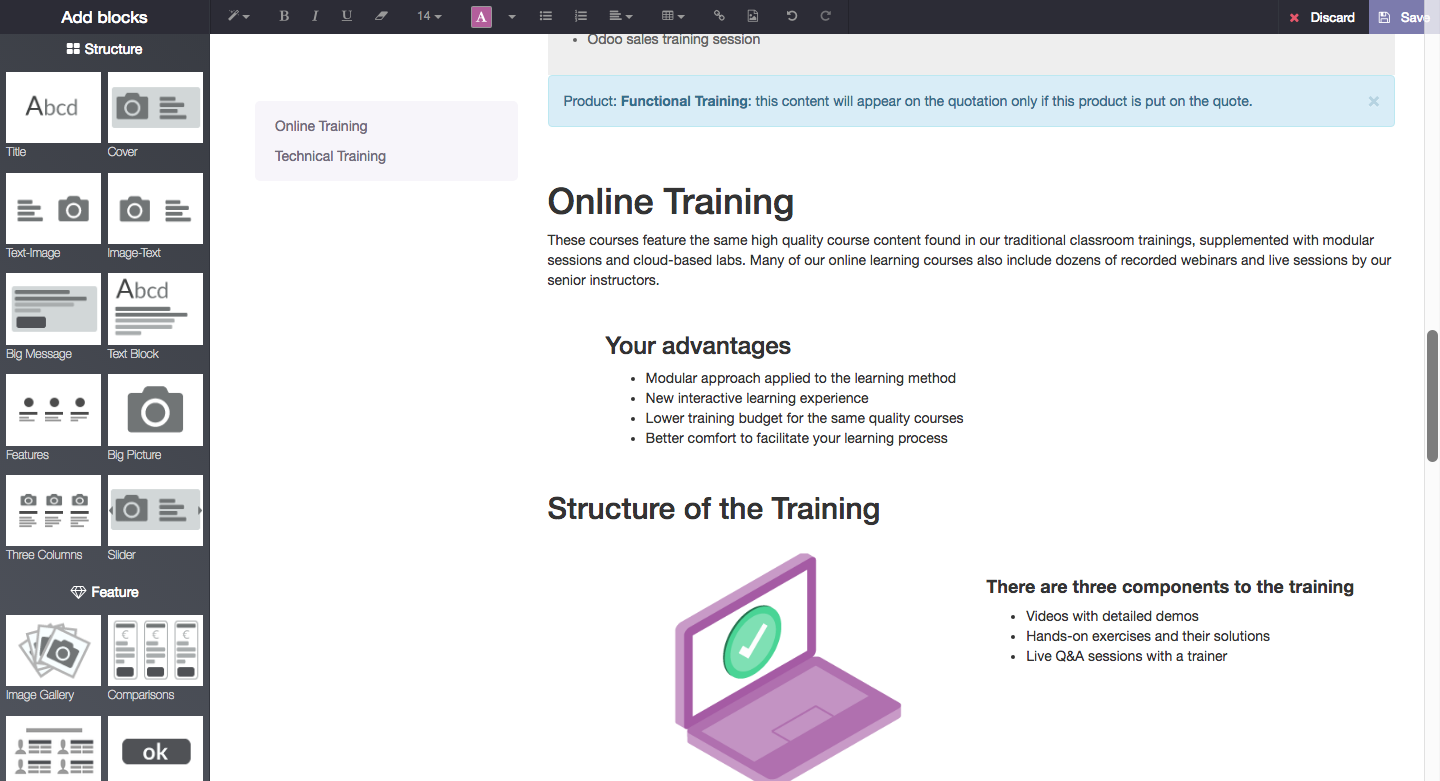 Add blocks
B I U 14 A
Discard
Save
Structure
Abcd
Title
Cover
Text-Image
Image-Text
Abcd
Big Message
Text Block
Features
Big Picture
Three Columns
Slider
Feature
€ € €
Image Gallery
Comparisons
ok
Online Training
Technical Training
Odoo sales training session
Product: Functional Training: this content will appear on the quotation only if this product is put on the quote. ×
Online Training
These courses feature the same high quality course content found in our traditional classroom trainings, supplemented with modular
sessions and cloud-based labs. Many of our online learning courses also include dozens of recorded webinars and live sessions by our
senior instructors.
Your advantages
• Modular approach applied to the learning method
• New interactive learning experience
• Lower training budget for the same quality courses
• Better comfort to facilitate your learning process
Structure of the Training
There are three components to the training
• Videos with detailed demos
• Hands-on exercises and their solutions
• Live Q&A sessions with a trainer